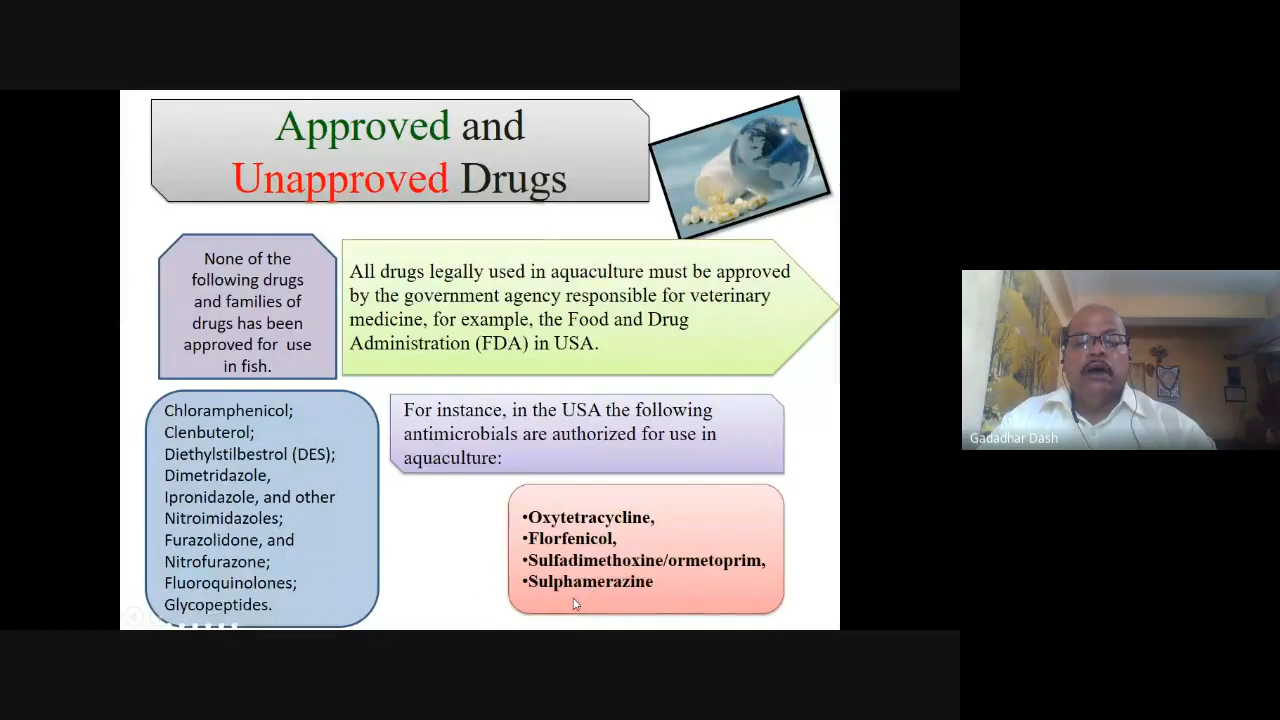 Approved and
Unapproved Drugs
None of the
following drugs
and families of
drugs has been
approved for use
in fish.
All drugs legally used in aquaculture must be approved
by the government agency responsible for veterinary
medicine, for example, the Food and Drug
Administration (FDA) in USA.
Chloramphenicol;
Clenbuterol;
Diethylstilbestrol (DES);
Dimetridazole,
Ipronidazole, and other
Nitroimidazoles;
Furazolidone, and
Nitrofurazone;
Fluoroquinolones;
Glycopeptides.
For instance, in the USA the following
antimicrobials are authorized for use in
aquaculture:
•Oxytetracycline,
•Florfenicol,
•Sulfadimethoxine/ormetoprim,
•Sulphamerazine
Gadadhar Dash